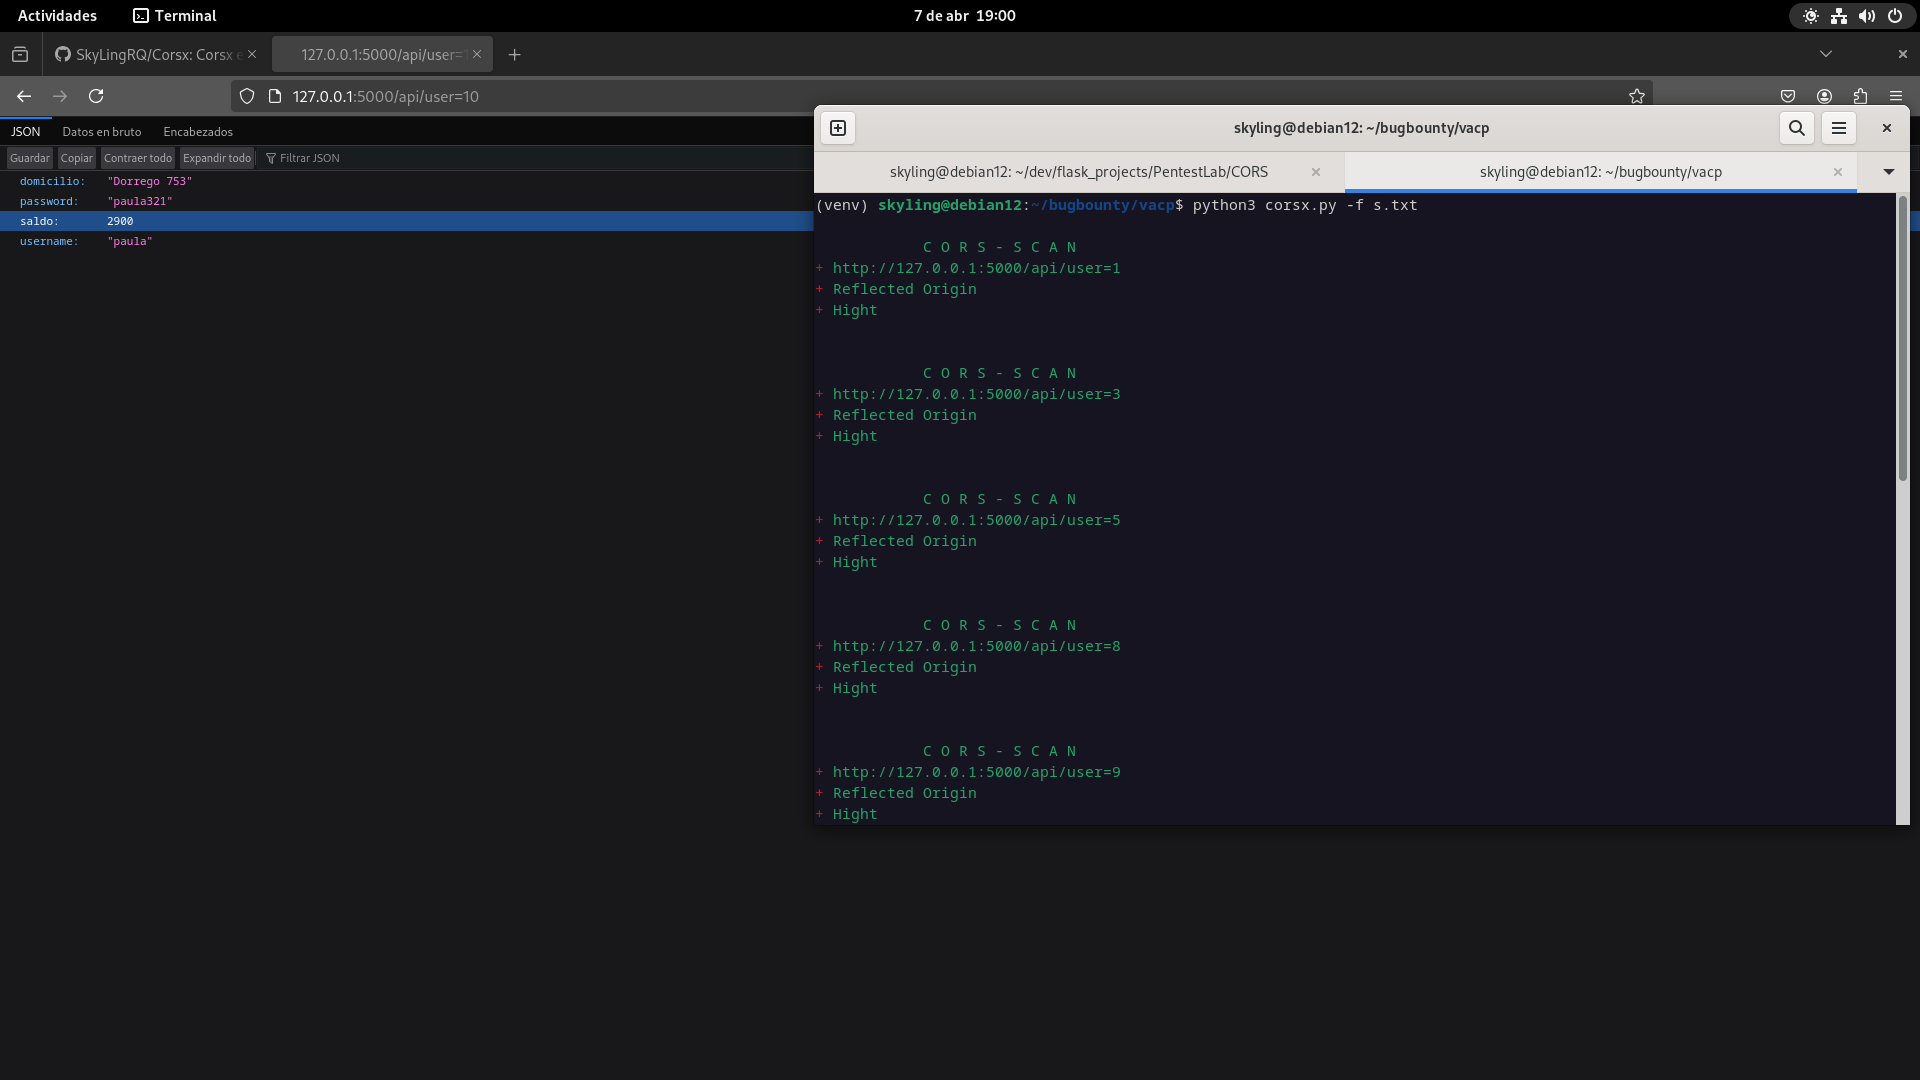 Actividades
Terminal
7 de abr 19:00
SkyLingRQ/Corsx: Corsx e
127.0.0.1:5000/api/user=
127.0.0.1:5000/api/user=10
JSON
Datos en bruto
Encabezados
Guardar
Copiar
Contraer todo
Expandir todo
Filtrar JSON
domicilio: "Dorrego 753"
password: "paula321"
saldo: 2900
username: "paula"
skyling@debian12: ~/bugbounty/vacp
skyling@debian12: ~/dev/flask_projects/PentestLab/CORS
skyling@debian12: ~/bugbounty/vacp
(venv) skyling@debian12:~/bugbounty/vacp$ python3 corsx.py -f s.txt
C O R S - S C A N
+ http://127.0.0.1:5000/api/user=1
+ Reflected Origin
+ Hight
C O R S - S C A N
+ http://127.0.0.1:5000/api/user=3
+ Reflected Origin
+ Hight
C O R S - S C A N
+ http://127.0.0.1:5000/api/user=5
+ Reflected Origin
+ Hight
C O R S - S C A N
+ http://127.0.0.1:5000/api/user=8
+ Reflected Origin
+ Hight
C O R S - S C A N
+ http://127.0.0.1:5000/api/user=9
+ Reflected Origin
+ Hight